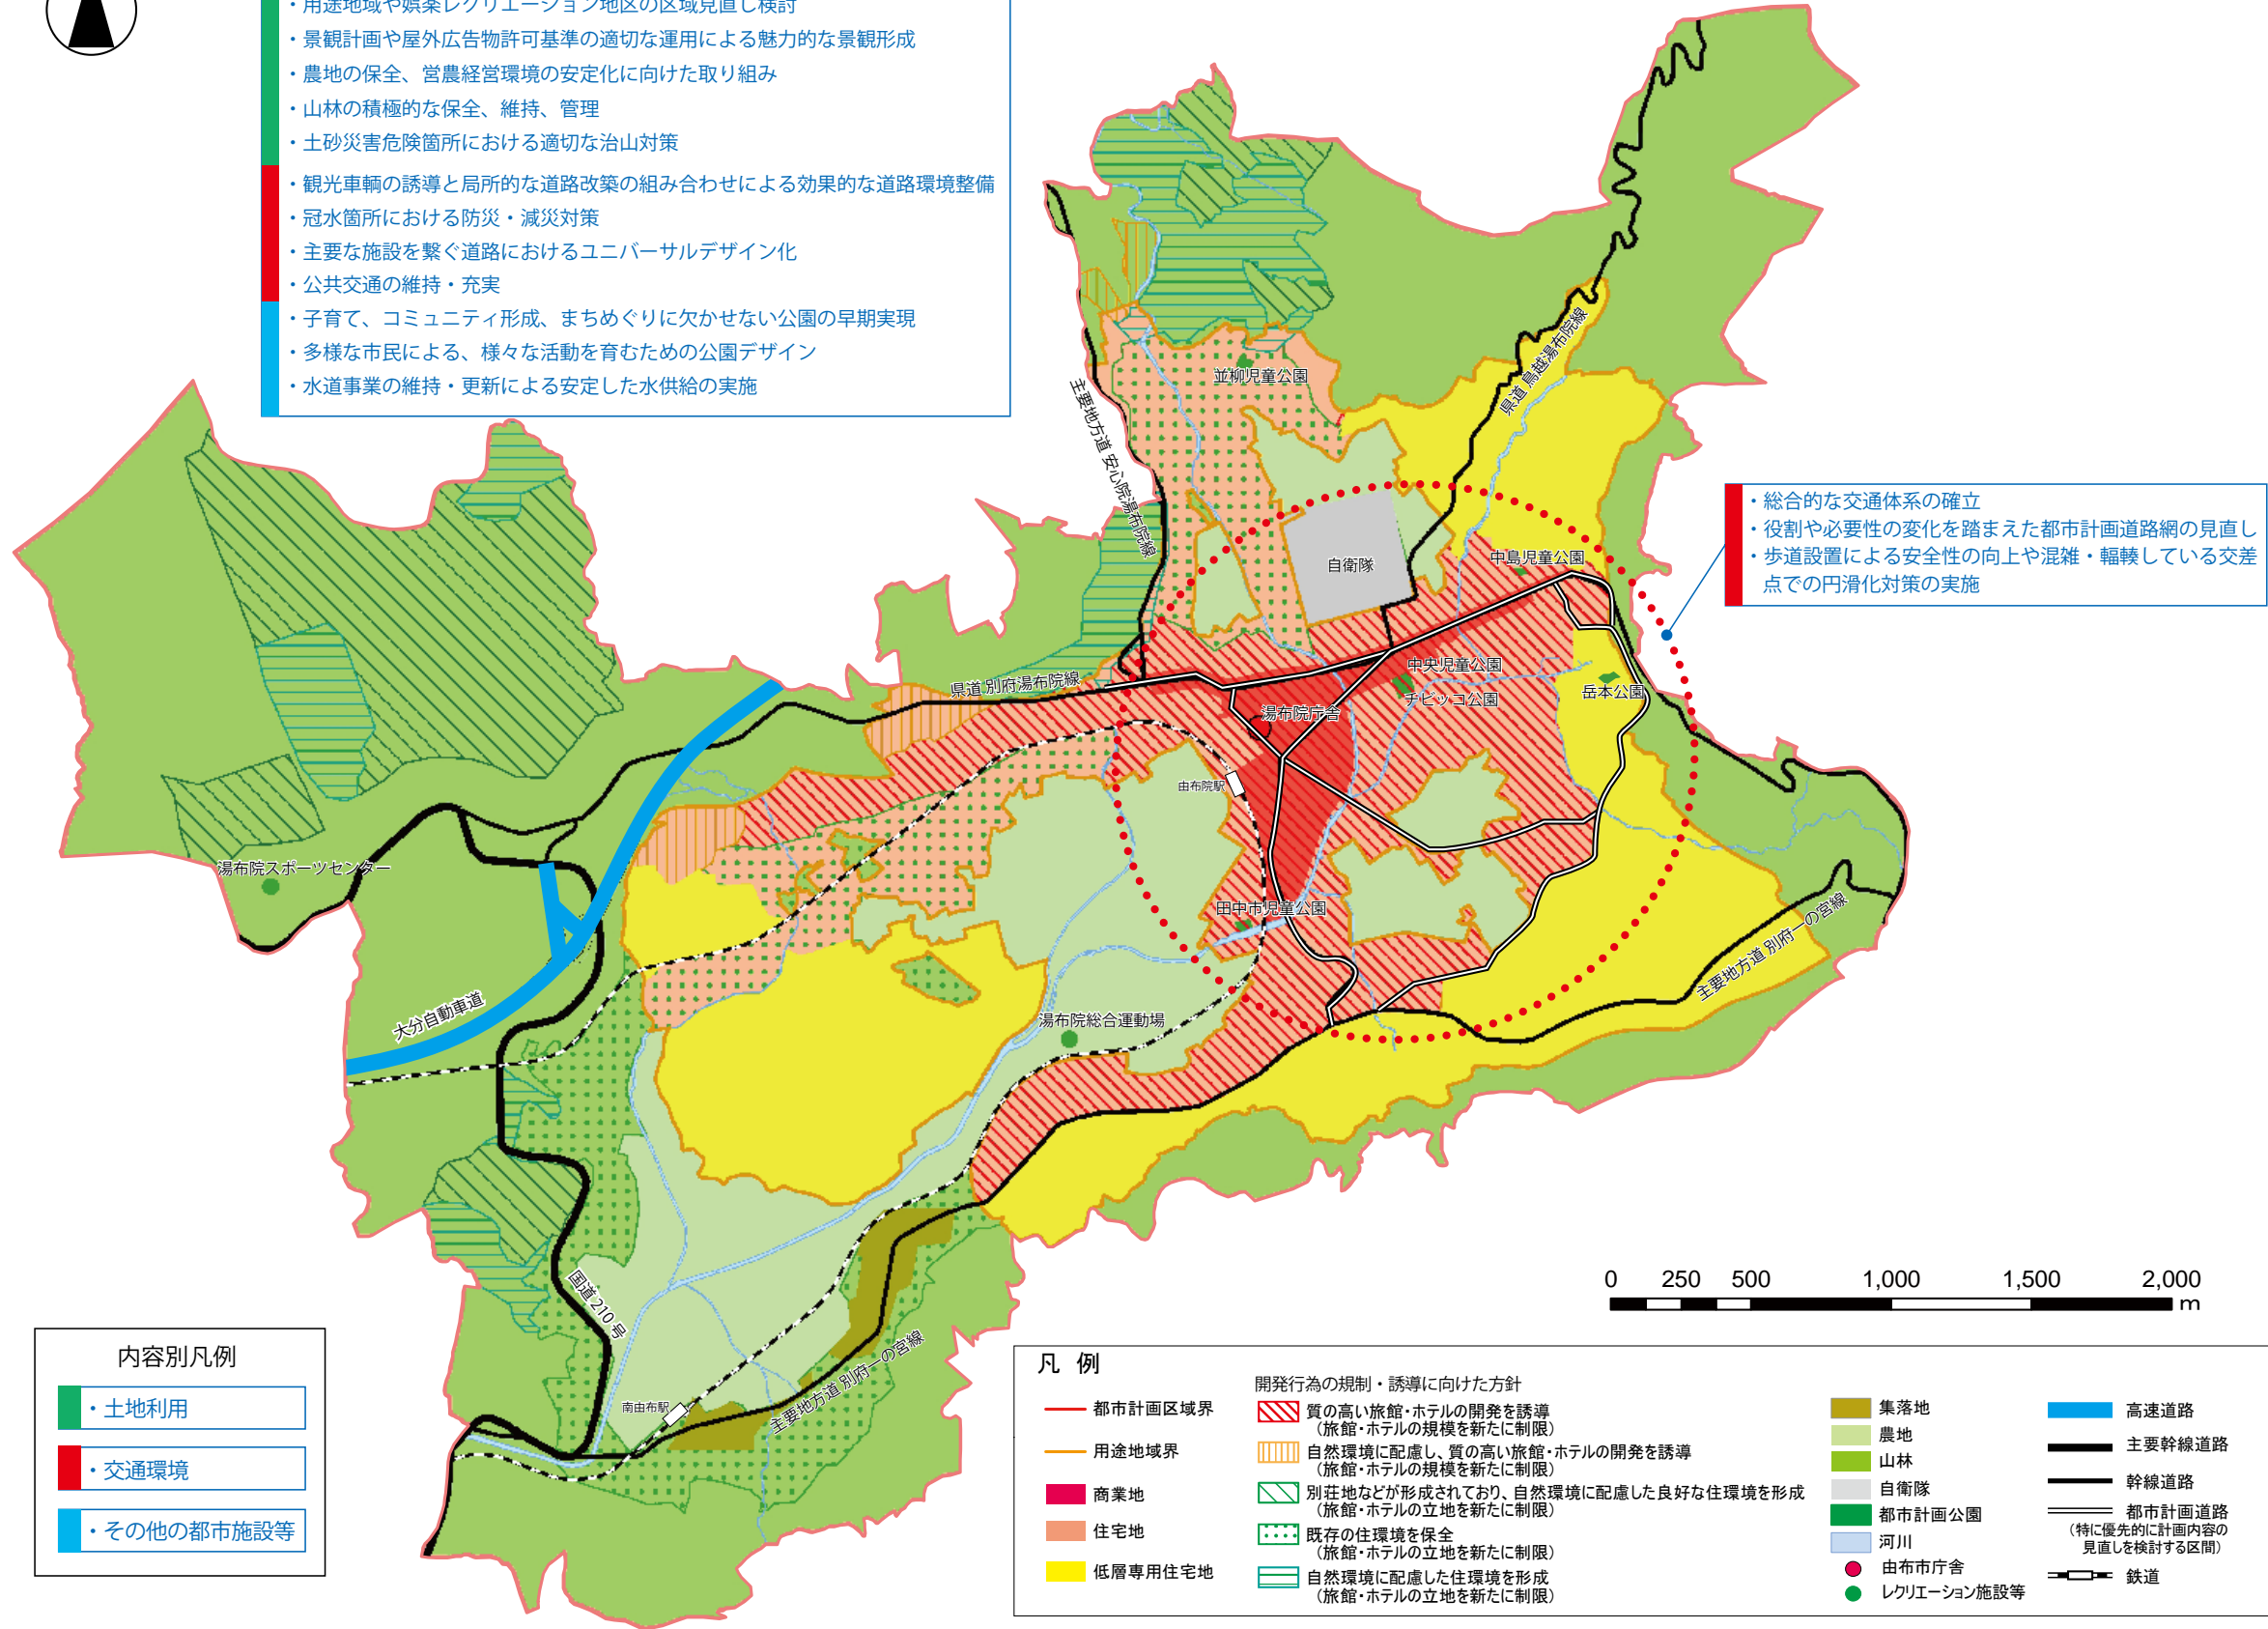 ・用途地域や娯楽レクリエーション地区の区域見直し検討
・景観計画や屋外広告物許可基準の適切な運用による魅力的な景観形成
・農地の保全、営農経営環境の安定化に向けた取り組み
・山林の積極的な保全、維持、管理
・土砂災害危険箇所における適切な治山対策
・観光車輌の誘導と局所的な道路改築の組み合わせによる効果的な道路環境整備
・冠水箇所における防災・減災対策
・主要な施設を繋ぐ道路におけるユニバーサルデザイン化
・公共交通の維持・充実
・子育て、コミュニティ形成、まちめぐりに欠かせない公園の早期実現
・多様な市民による、様々な活動を育むための公園デザイン
・水道事業の維持・更新による安定した水供給の実施
・総合的な交通体系の確立
・役割や必要性の変化を踏まえた都市計画道路網の見直し
・歩道設置による安全性の向上や混雑・輻輳している交差
点での円滑化対策の実施
並柳児童公園
県道 鳥越湯布院線
主要地方道 安心院湯布院線
自衛隊
中島児童公園
県道 別府湯布院線
中央児童公園
チビッコ公園
岳本公園
湯布院庁舎
由布院駅
湯布院スポーツセンター
田中市児童公園
主要地方道 別府一の宮線
大分自動車道
湯布院総合運動場
国道 210 号
南由布駅
主要地方道 別府一の宮線
0 250 500 1,000 1,500 2,000
m
内容別凡例
・土地利用
・交通環境
・その他の都市施設等
凡 例
都市計画区域界
用途地域界
商業地
住宅地
低層専用住宅地
開発行為の規制・誘導に向けた方針
質の高い旅館・ホテルの開発を誘導
（旅館・ホテルの規模を新たに制限）
自然環境に配慮し、質の高い旅館・ホテルの開発を誘導
（旅館・ホテルの規模を新たに制限）
別荘地などが形成されており、自然環境に配慮した良好な住環境を形成
（旅館・ホテルの立地を新たに制限）
既存の住環境を保全
（旅館・ホテルの立地を新たに制限）
自然環境に配慮した住環境を形成
（旅館・ホテルの立地を新たに制限）
集落地
農地
山林
自衛隊
都市計画公園
河川
由布市庁舎
レクリエーション施設等
高速道路
主要幹線道路
幹線道路
都市計画道路
（特に優先的に計画内容の
見直しを検討する区間）
鉄道